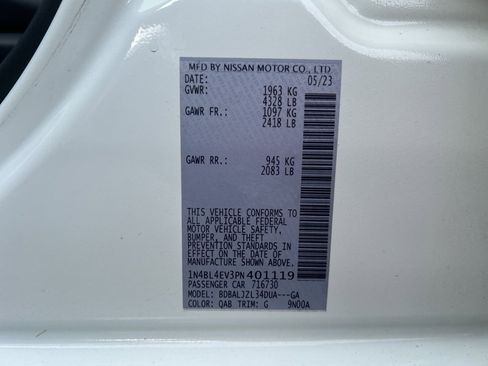 MFD BY NISSAN MOTOR CO., LTD
DATE: 05/23
GVWR: 1963 KG
4328 LB
GAWR FR.: 1097 KG
2418 LB
GAWR RR.: 945 KG
2083 LB
THIS VEHICLE CONFORMS TO
ALL APPLICABLE FEDERAL
MOTOR VEHICLE SAFETY,
BUMPER, AND THEFT
PREVENTION STANDARDS IN
EFFECT ON THE DATE OF
MANUFACTURE SHOWN ABOVE.
1N4BL4EV3PN401119
PASSENGER CAR 716730
MODEL: BDBALJZL34DUA---GA
COLOR: QAB TRIM: G 9N00A